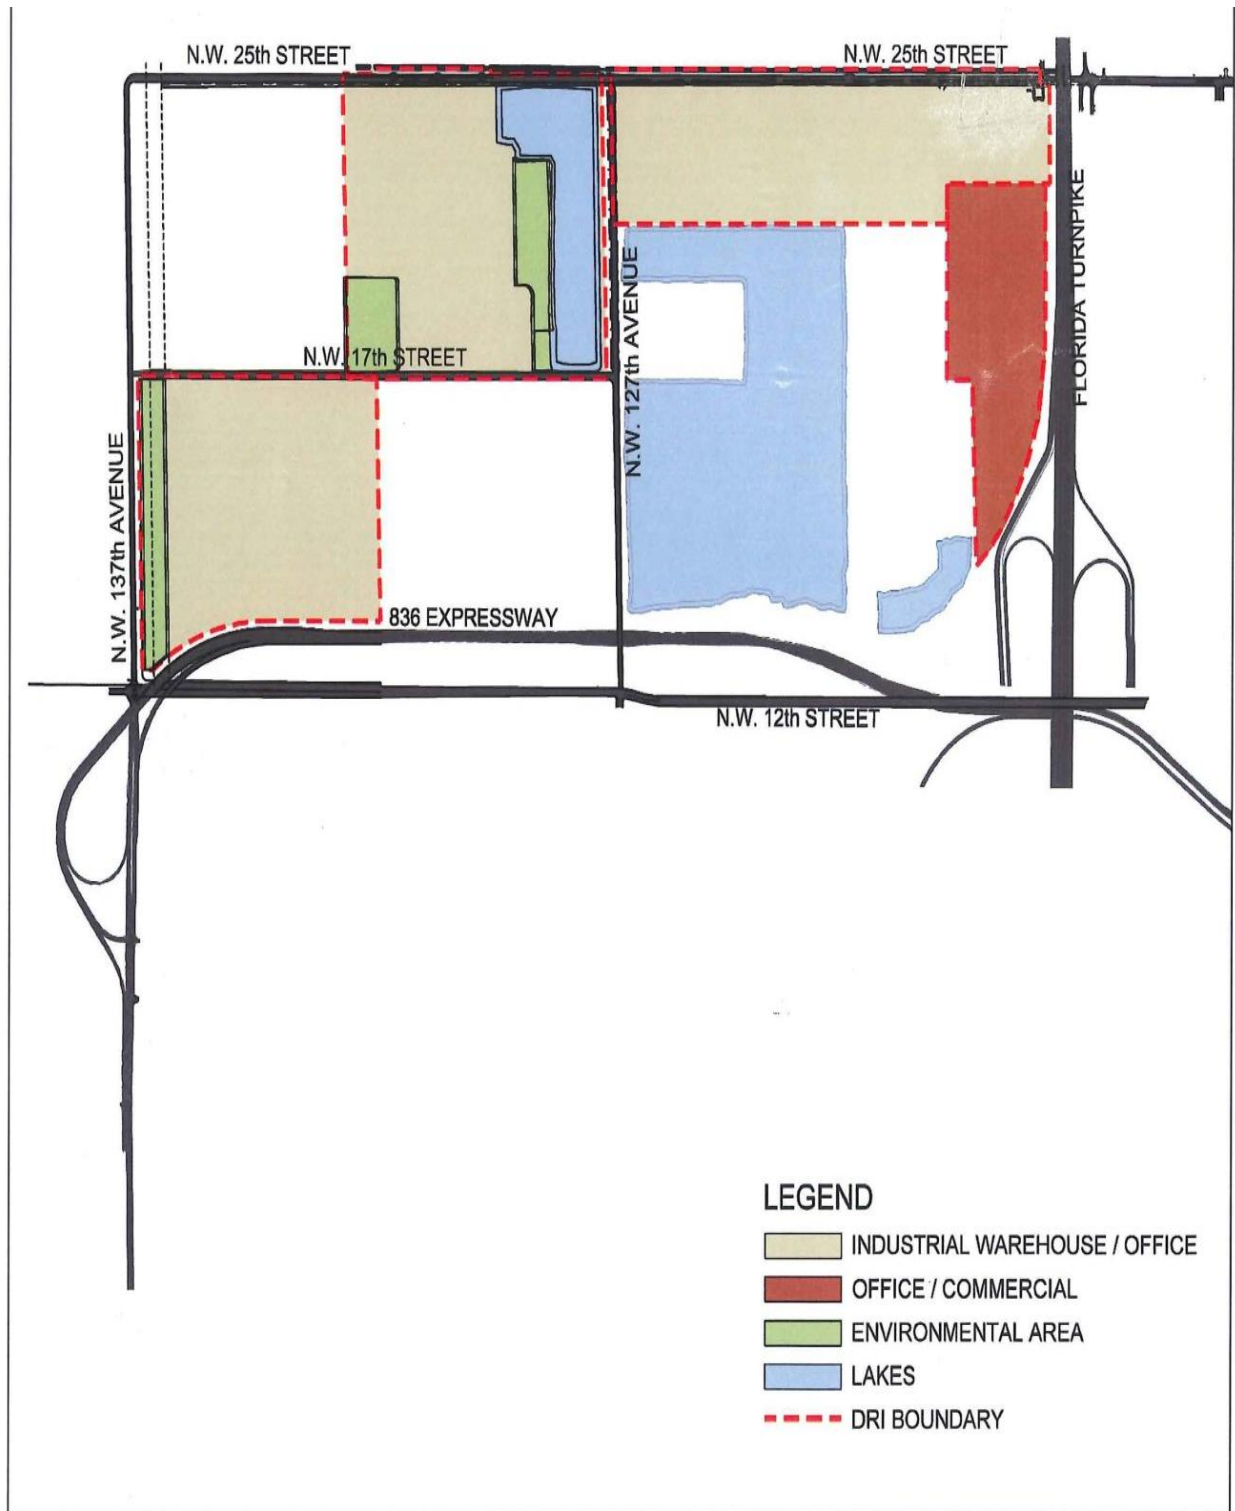 N.W. 25th STREET
N.W. 25th STREET
FLORIDA TURNPIKE
N.W. 127th AVENUE
N.W. 17th STREET
N.W. 137th AVENUE
836 EXPRESSWAY
N.W. 12th STREET
LEGEND
INDUSTRIAL WAREHOUSE / OFFICE
OFFICE / COMMERCIAL
ENVIRONMENTAL AREA
LAKES
DRI BOUNDARY